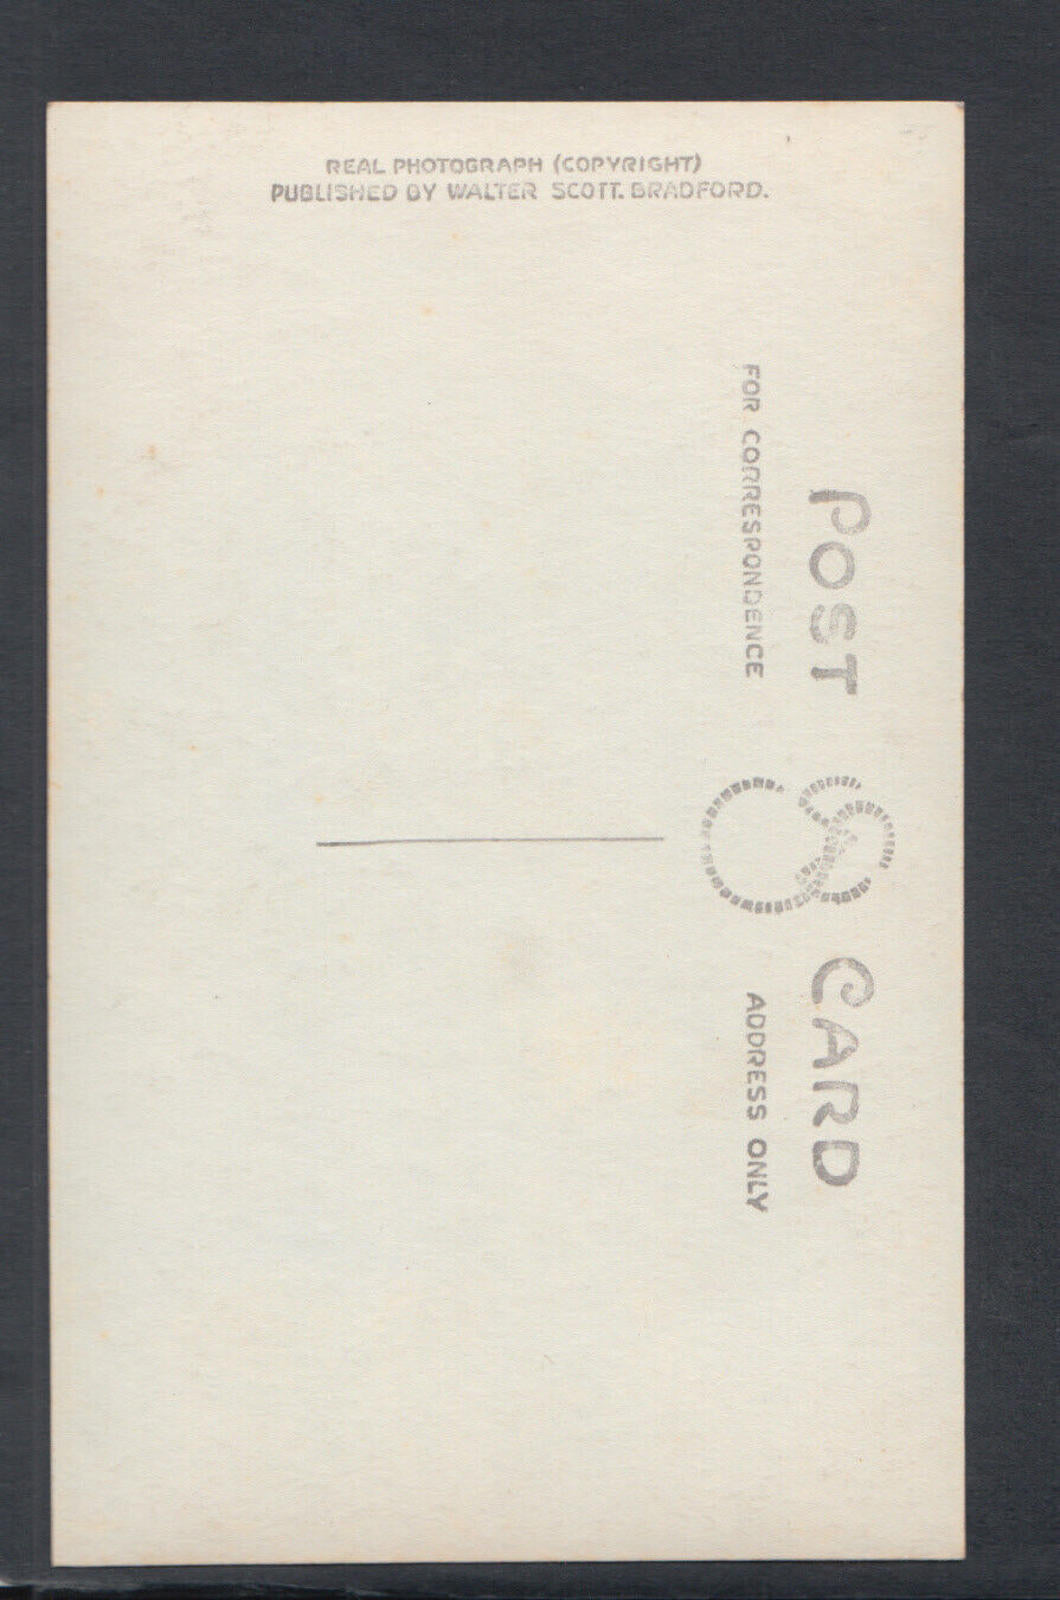 REAL PHOTOGRAPH (COPYRIGHT)
PUBLISHED BY WALTER SCOTT. BRADFORD.
POST CARD
FOR CORRESPONDENCE
ADDRESS ONLY